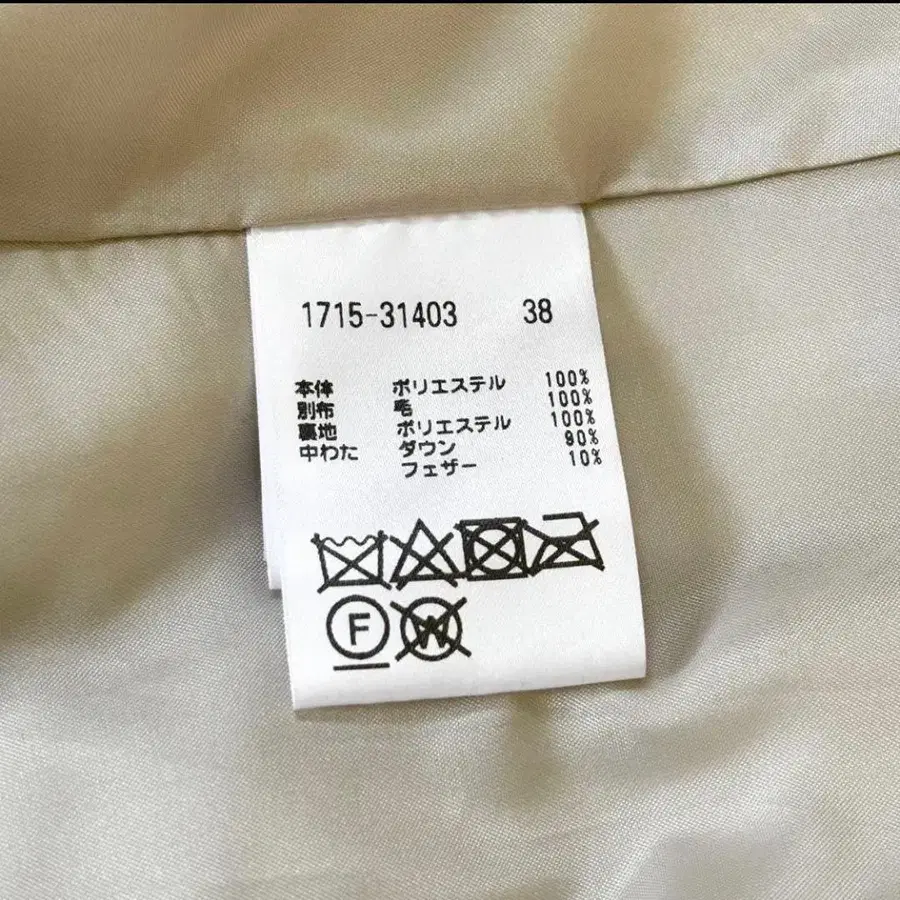 1715-31403 38
本体 ポリエステル 100%
別布 毛 100%
裏地 ポリエステル 100%
中わた ダウン 90%
フェザー 10%
F W